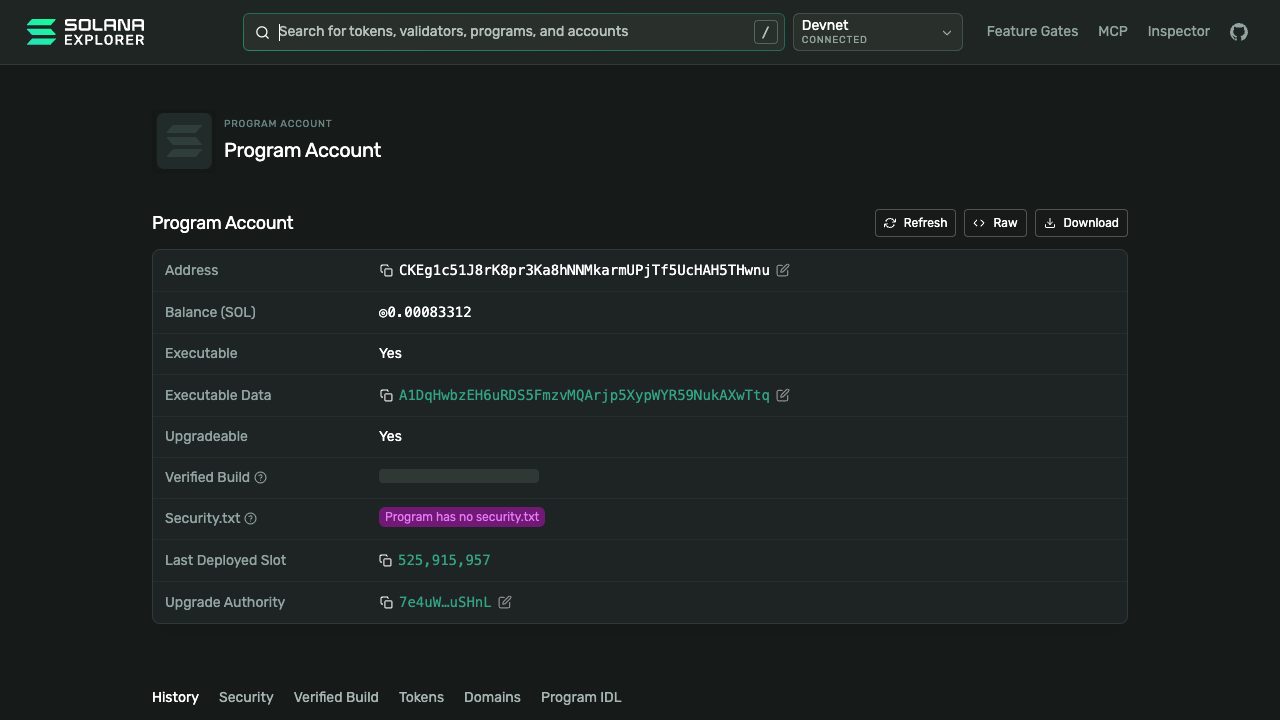 SOLANA
EXPLORER
Search for tokens, validators, programs, and accounts
/
Devnet
CONNECTED
Feature Gates
MCP
Inspector
PROGRAM ACCOUNT
Program Account
Program Account
Refresh
Raw
Download
Address
CKEg1c51J8rK8pr3Ka8hNNMkarmUPjTf5UcHAH5THwnu
Balance (SOL)
◎0.00083312
Executable
Yes
Executable Data
A1DqHwbzEH6uRDS5FmzvMQArjp5XypWYR59NukAXwTtq
Upgradeable
Yes
Verified Build
Security.txt
Program has no security.txt
Last Deployed Slot
525,915,957
Upgrade Authority
7e4uW…uSHnL
History
Security
Verified Build
Tokens
Domains
Program IDL